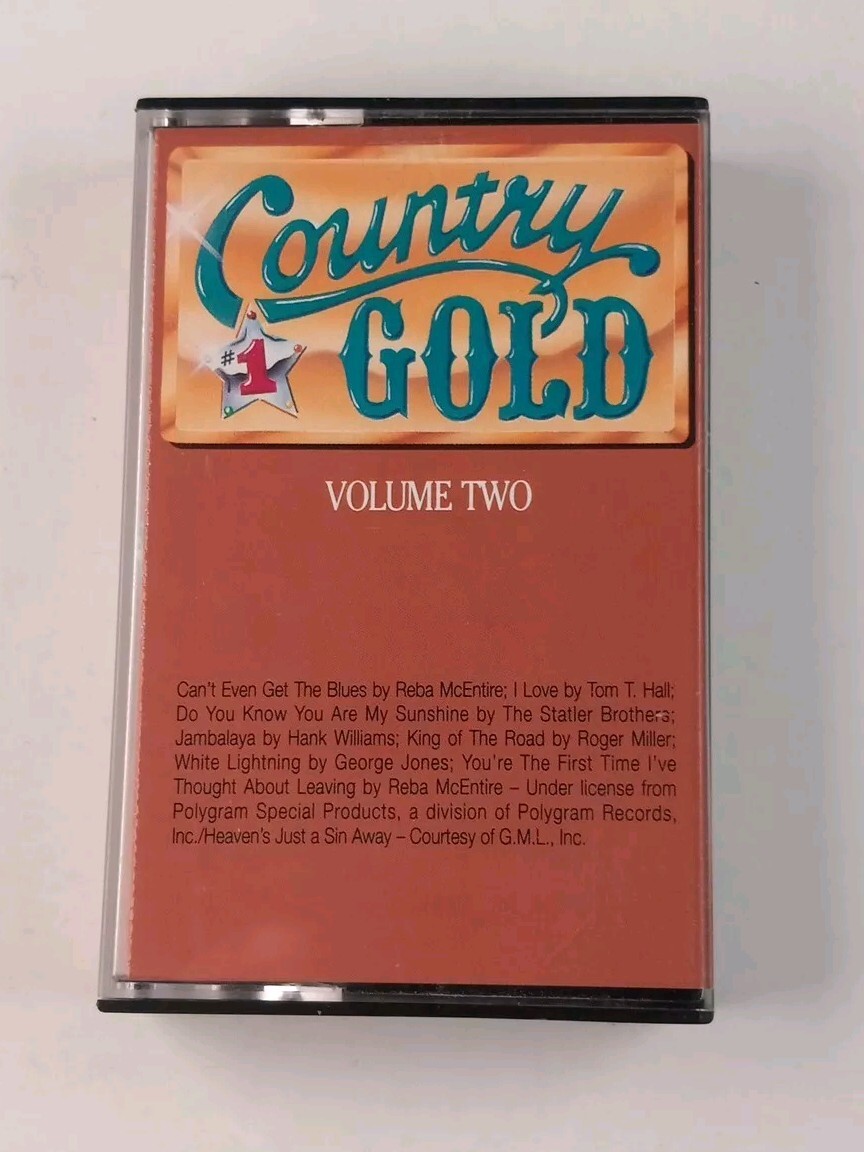 Country
#1 GOLD
VOLUME TWO
Can't Even Get The Blues by Reba McEntire; I Love by Tom T. Hall;
Do You Know You Are My Sunshine by The Statler Brothers;
Jambalaya by Hank Williams; King of The Road by Roger Miller;
White Lightning by George Jones; You're The First Time I've
Thought About Leaving by Reba McEntire – Under license from
Polygram Special Products, a division of Polygram Records,
Inc./Heaven's Just a Sin Away – Courtesy of G.M.L., Inc.